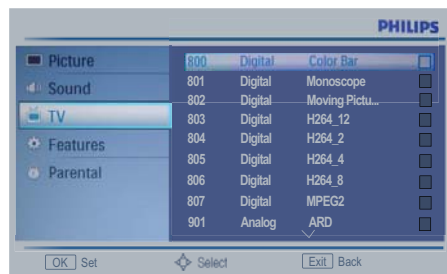 PHILIPS
Picture
Sound
TV
Features
Parental
800 Digital Color Bar
801 Digital Monoscope
802 Digital Moving Pictu...
803 Digital H264_12
804 Digital H264_2
805 Digital H264_4
806 Digital H264_8
807 Digital MPEG2
901 Analog ARD
OK Set Select Exit Back